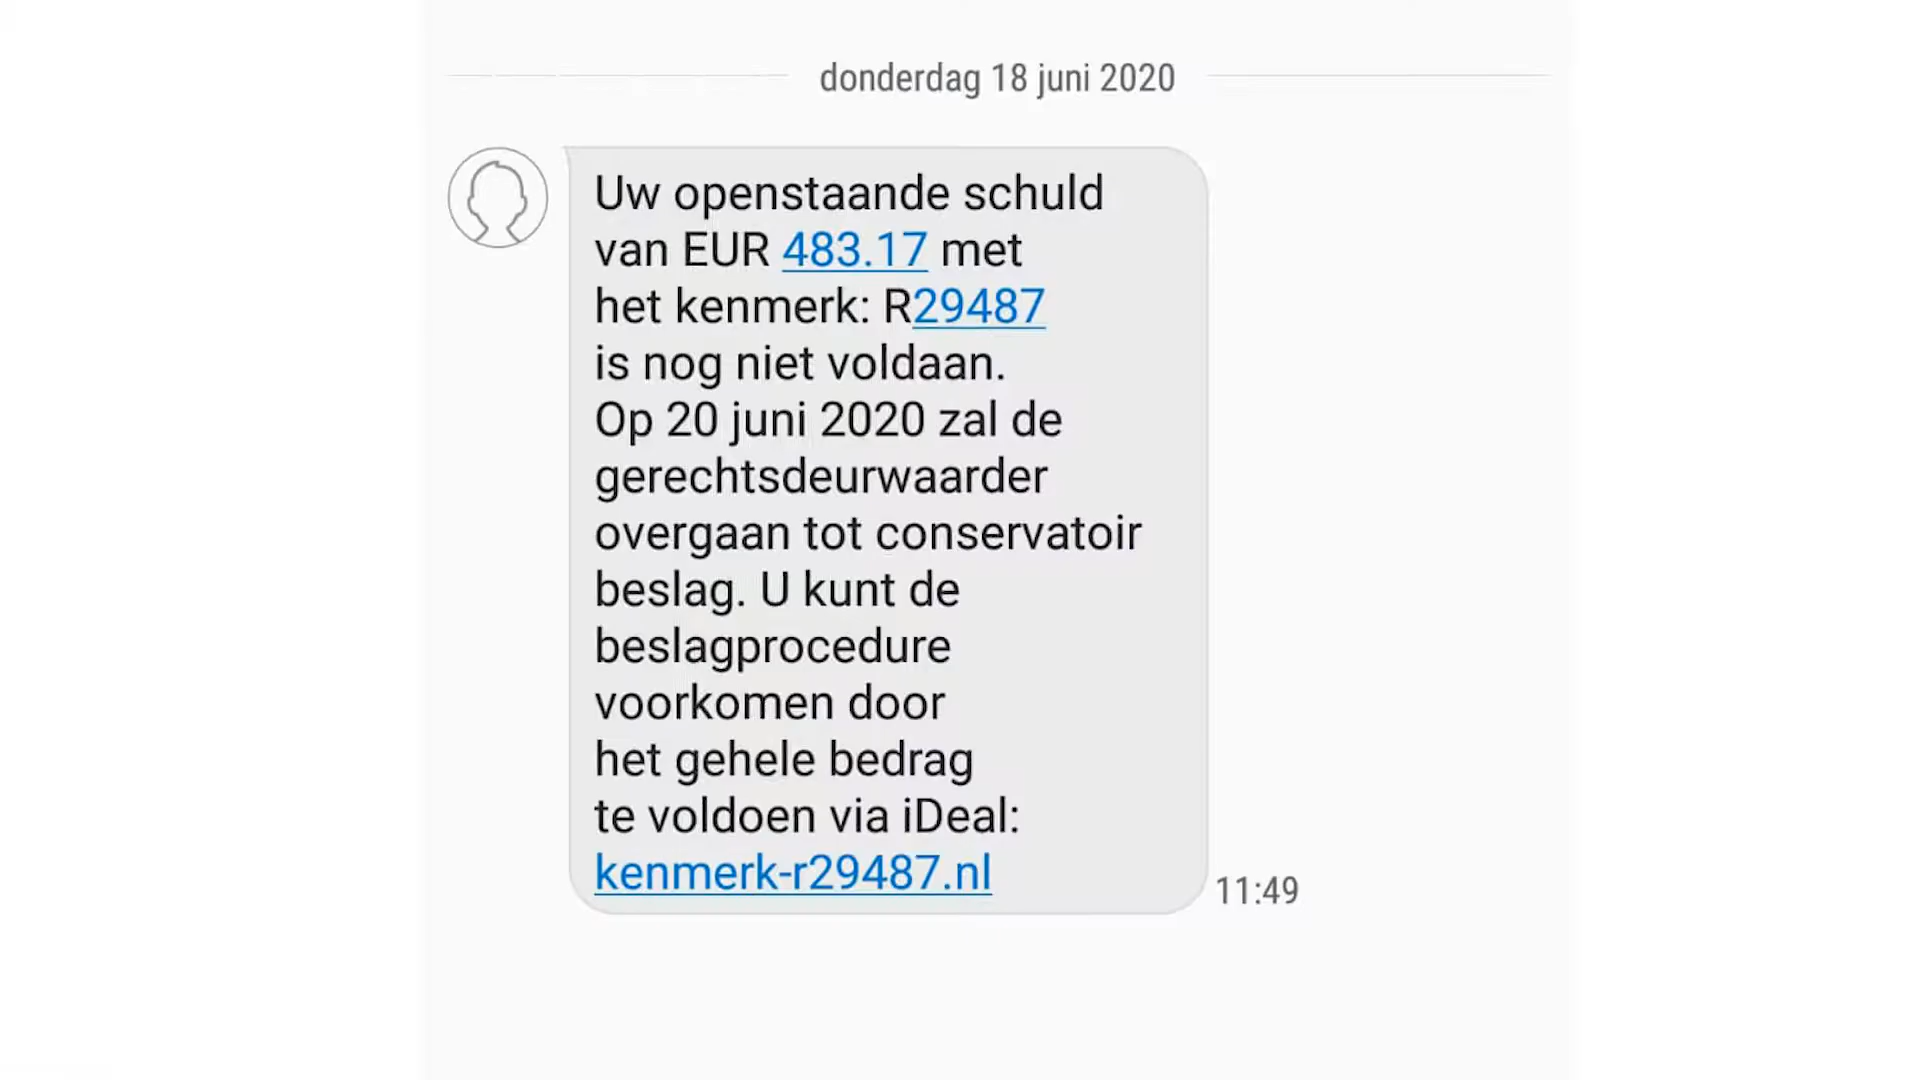 donderdag 18 juni 2020
Uw openstaande schuld
van EUR 483.17 met
het kenmerk: R29487
is nog niet voldaan.
Op 20 juni 2020 zal de
gerechtsdeurwaarder
overgaan tot conservatoir
beslag. U kunt de
beslagprocedure
voorkomen door
het gehele bedrag
te voldoen via iDeal:
kenmerk-r29487.nl
11:49